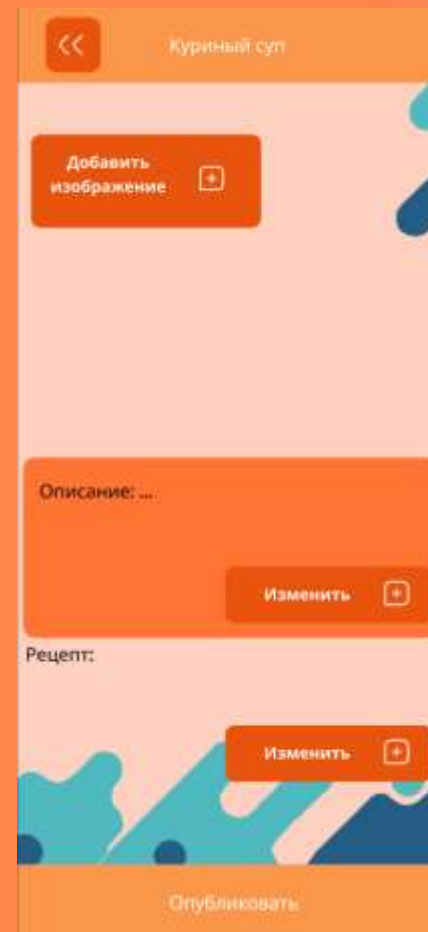 Куриный суп
Добавить
изображение
Описание: ...
Изменить
Рецепт:
Изменить
Опубликовать